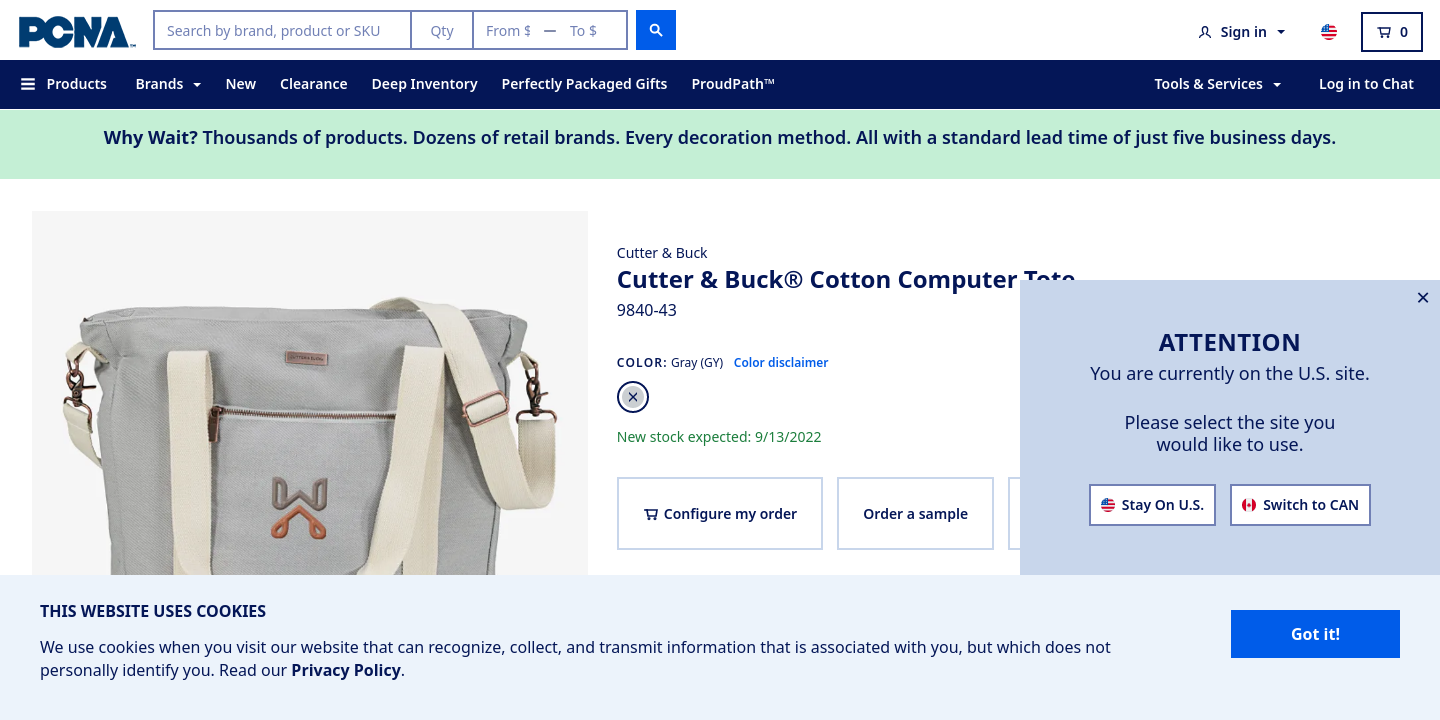 PCNA
Search by brand, product or SKU
Qty
From $
To $
Sign in
0
Products
Brands
New
Clearance
Deep Inventory
Perfectly Packaged Gifts
ProudPath™
Tools & Services
Log in to Chat
Why Wait? Thousands of products. Dozens of retail brands. Every decoration method. All with a standard lead time of just five business days.
Cutter & Buck
Cutter & Buck® Cotton Computer Tote
9840-43
COLOR: Gray (GY) Color disclaimer
New stock expected: 9/13/2022
Configure my order
Order a sample
CUTTER & BUCK
ATTENTION
You are currently on the U.S. site.
Please select the site you
would like to use.
Stay On U.S.
Switch to CAN
THIS WEBSITE USES COOKIES
We use cookies when you visit our website that can recognize, collect, and transmit information that is associated with you, but which does not
personally identify you. Read our Privacy Policy.
Got it!